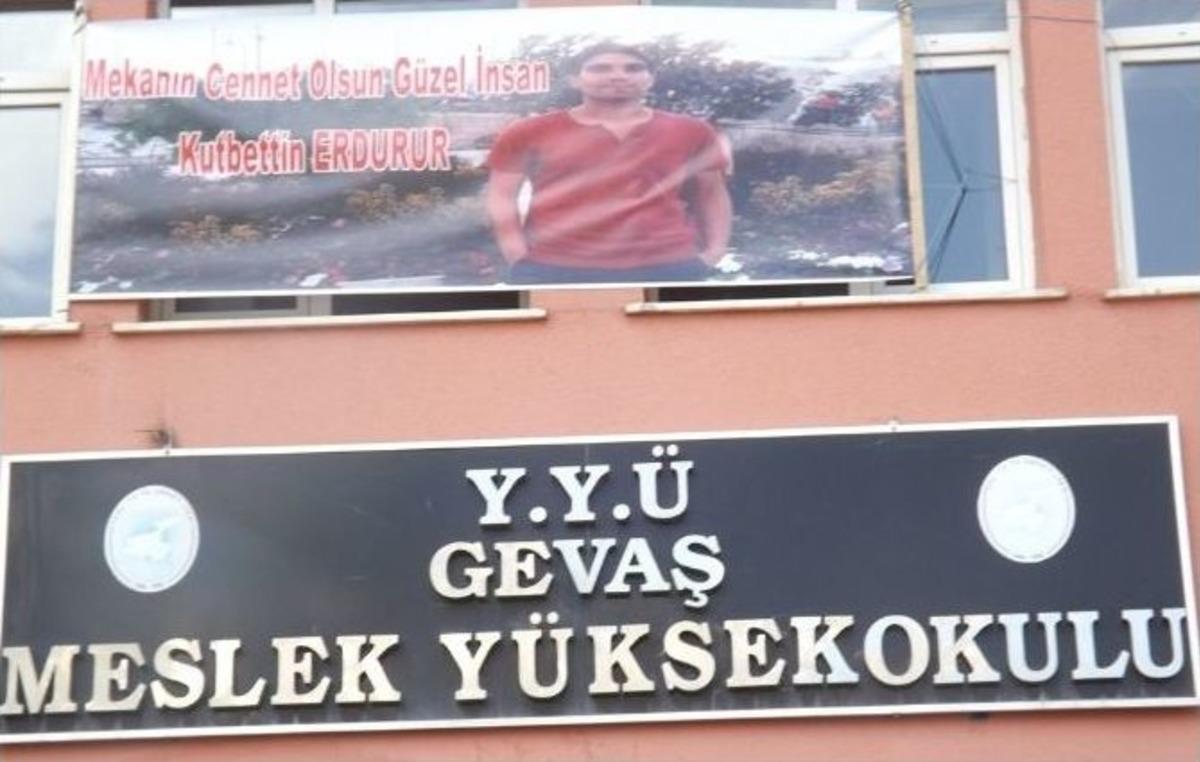 Mekanın Cennet Olsun Güzel İnsan
Kutbettin ERDURUR
Y.Y.Ü
GEVAŞ
MESLEK YÜKSEKOKULU